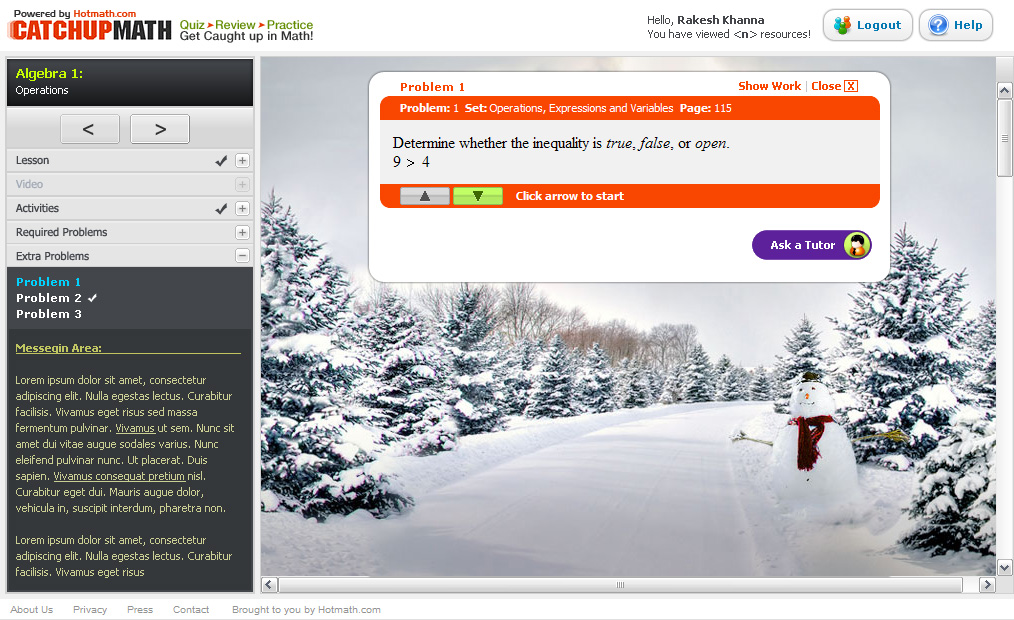 Powered by Hotmath.com
CATCHUPMATH
Quiz ➤ Review ➤ Practice
Get Caught up in Math!
Hello, Rakesh Khanna
You have viewed <n> resources!
Logout
Help
Algebra 1:
Operations
<
>
Lesson
Video
Activities
Required Problems
Extra Problems
Problem 1
Problem 2
Problem 3
Messegin Area:
Lorem ipsum dolor sit amet, consectetur
adipiscing elit. Nulla egestas lectus. Curabitur
facilisis. Vivamus eget risus sed massa
fermentum pulvinar. Vivamus ut sem. Nunc sit
amet dui vitae augue sodales varius. Nunc
eleifend pulvinar nunc. Ut placerat. Duis
sapien. Vivamus consequat pretium nisl.
Curabitur eget dui. Mauris augue dolor,
vehicula in, suscipit interdum, pharetra non.
Lorem ipsum dolor sit amet, consectetur
adipiscing elit. Nulla egestas lectus. Curabitur
facilisis. Vivamus eget risus
Problem 1
Show Work | Close X
Problem: 1 Set: Operations, Expressions and Variables Page: 115
Determine whether the inequality is true, false, or open.
9 > 4
Click arrow to start
Ask a Tutor
About Us Privacy Press Contact Brought to you by Hotmath.com